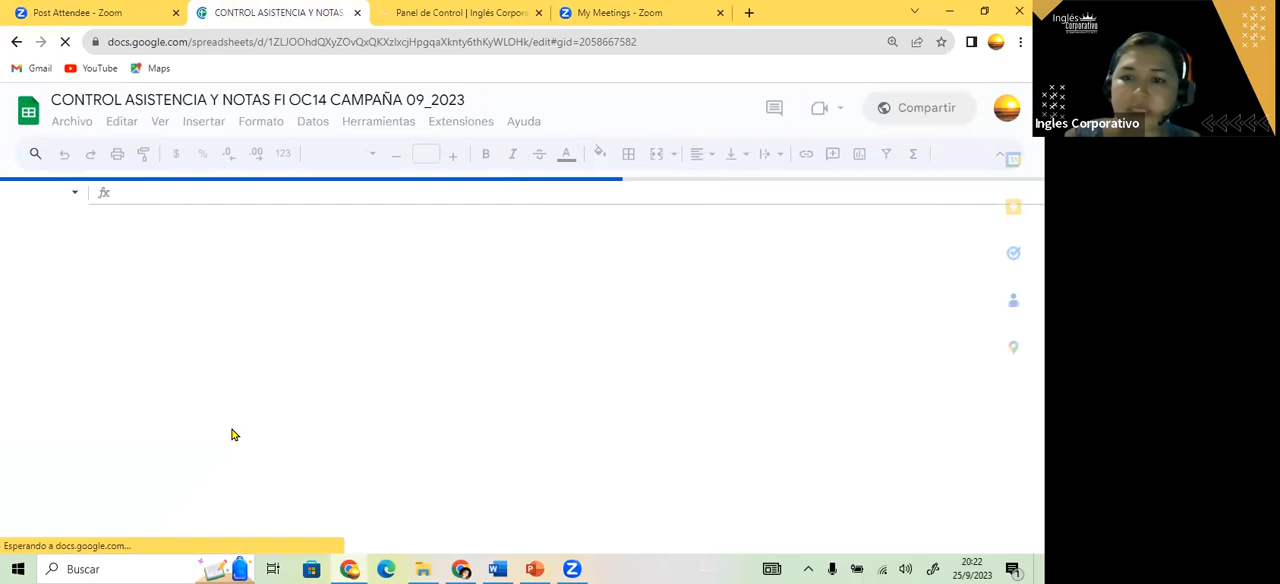 Post Attendee - Zoom
CONTROL ASISTENCIA Y NOTAS
Panel de Control | Inglés Corpora
My Meetings - Zoom
docs.google.com/spreadsheets/d/1ZLJOOhdQXyZOvQxQKXzlxcjHpgqaXknty6thKyWLOHk/edit#gid=2058667582
Gmail
YouTube
Maps
CONTROL ASISTENCIA Y NOTAS FI OC14 CAMPAÑA 09_2023
Archivo Editar Ver Insertar Formato Datos Herramientas Extensiones Ayuda
Compartir
$ % .0 .00 123 B I A Σ
fx
Inglés
Corporativo
Ingles Corporativo
Esperando a docs.google.com...
Buscar
20:22
25/9/2023